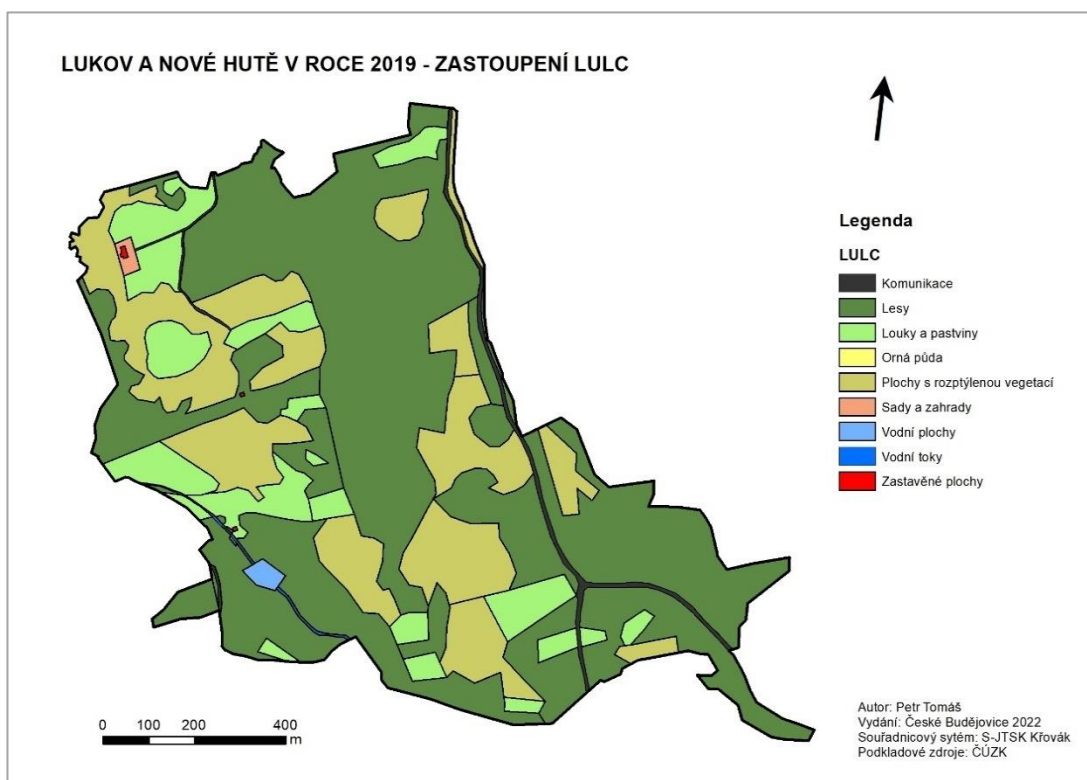 LUKOV A NOVÉ HUTĚ V ROCE 2019 - ZASTOUPENÍ LULC
Legenda
LULC
Komunikace
Lesy
Louky a pastviny
Orná půda
Plochy s rozptýlenou vegetací
Sady a zahrady
Vodní plochy
Vodní toky
Zastavěné plochy
0 100 200 400
m
Autor: Petr Tomáš
Vydání: České Budějovice 2022
Souřadnicový sytém: S-JTSK Křovák
Podkladové zdroje: ČÚZK